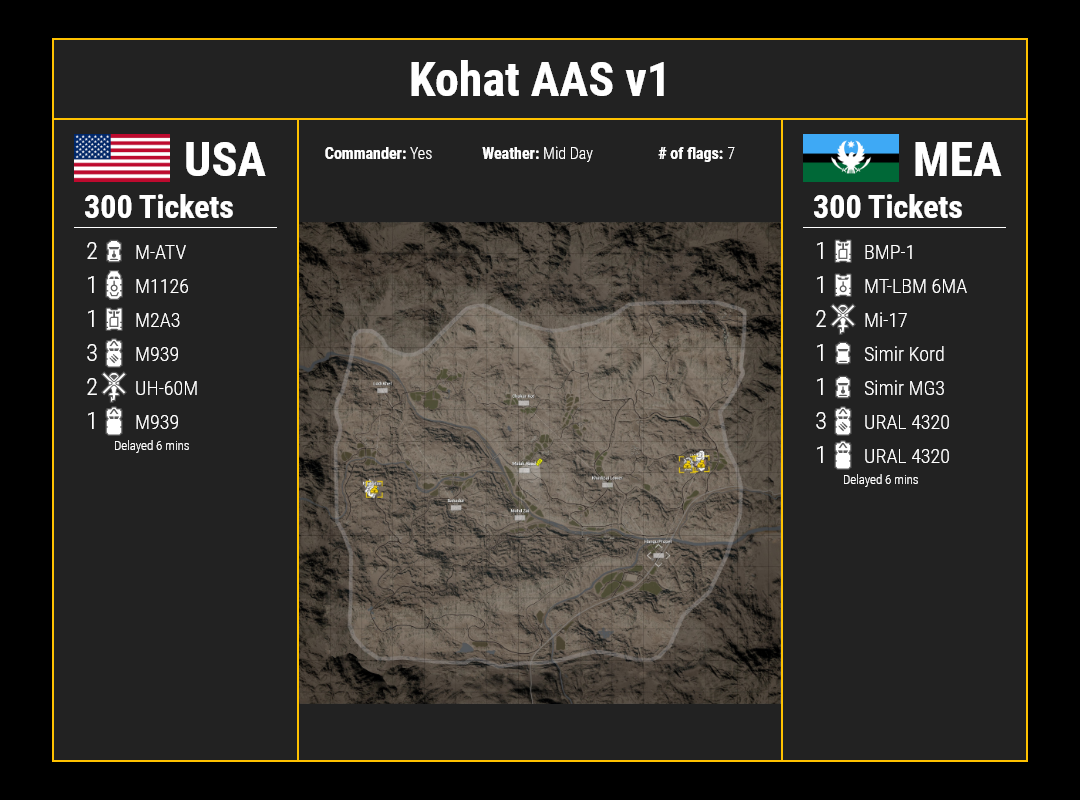 Kohat AAS v1
USA
300 Tickets
2 M-ATV
1 M1126
1 M2A3
3 M939
2 UH-60M
1 M939
Delayed 6 mins
Commander: Yes
Weather: Mid Day
# of flags: 7
MEA
300 Tickets
1 BMP-1
1 MT-LBM 6MA
2 Mi-17
1 Simir Kord
1 Simir MG3
3 URAL 4320
1 URAL 4320
Delayed 6 mins